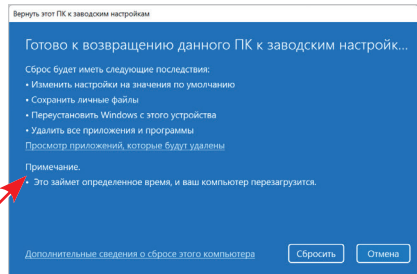 Вернуть этот ПК к заводским настройкам
Готово к возвращению данного ПК к заводским настройк...
Сброс будет иметь следующие последствия:
• Изменить настройки на значения по умолчанию
• Сохранить личные файлы
• Переустановить Windows с этого устройства
• Удалить все приложения и программы
Просмотр приложений, которые будут удалены
Примечание.
• Это займет определенное время, и ваш компьютер перезагрузится.
Дополнительные сведения о сбросе этого компьютера
Сбросить
Отмена